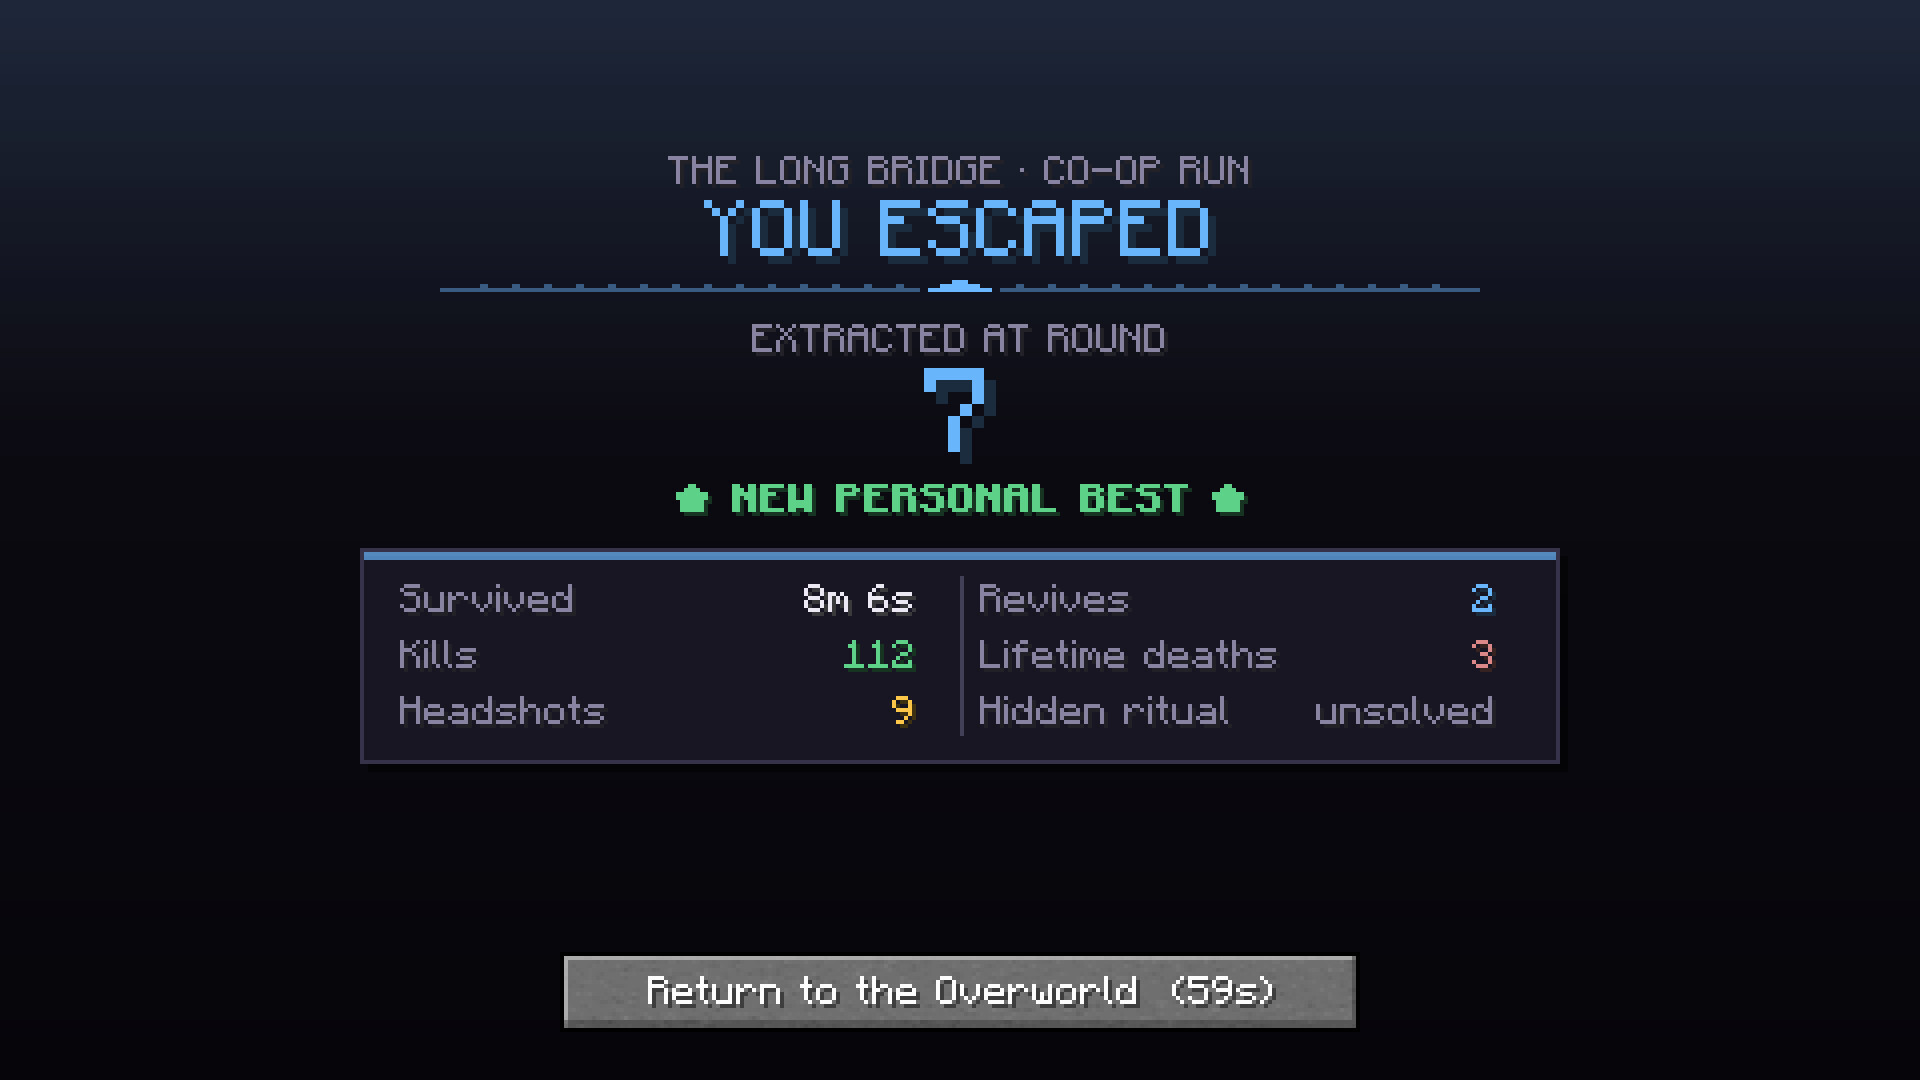 THE LONG BRIDGE · CO-OP RUN
YOU ESCAPED
EXTRACTED AT ROUND
7
NEW PERSONAL BEST
Survived 8m 6s
Kills 112
Headshots 9
Revives 2
Lifetime deaths 3
Hidden ritual unsolved
Return to the Overworld (59s)